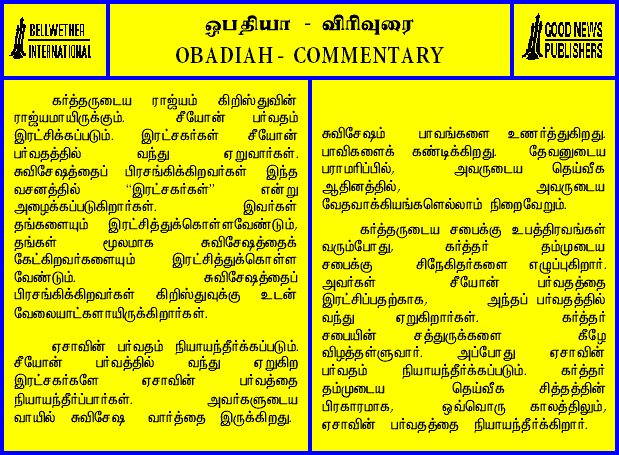 BELLWETHER
INTERNATIONAL
ஒபதியா - விரிவுரை
OBADIAH - COMMENTARY
GOOD NEWS
PUBLISHERS
கர்த்தருடைய ராஜ்யம் கிறிஸ்துவின்
ராஜ்யமாயிருக்கும். சீயோன் பர்வதம்
இரட்சிக்கப்படும். இரட்சகர்கள் சீயோன்
பர்வதத்தில் வந்து ஏறுவார்கள்.
சுவிசேஷத்தைப் பிரசங்கிக்கிறவர்கள் இந்த
வசனத்தில் “இரட்சகர்கள்” என்று
அழைக்கப்படுகிறார்கள். இவர்கள்
தங்களையும் இரட்சித்துக்கொள்ளவேண்டும்,
தங்கள் மூலமாக சுவிசேஷத்தைக்
கேட்கிறவர்களையும் இரட்சித்துக்கொள்ள
வேண்டும். சுவிசேஷத்தைப்
பிரசங்கிக்கிறவர்கள் கிறிஸ்துவுக்கு உடன்
வேலையாட்களாயிருக்கிறார்கள்.
ஏசாவின் பர்வதம் நியாயந்தீர்க்கப்படும்.
சீயோன் பர்வத்தில் வந்து ஏறுகிற
இரட்சகர்களே ஏசாவின் பர்வத்தை
நியாயந்தீர்ப்பார்கள். அவர்களுடைய
வாயில் சுவிசேஷ வார்த்தை இருக்கிறது.
சுவிசேஷம் பாவங்களை உணர்த்துகிறது.
பாவிகளைக் கண்டிக்கிறது. தேவனுடைய
பராமரிப்பில், அவருடைய தெய்வீக
ஆதினத்தில், அவருடைய
வேதவாக்கியங்களெல்லாம் நிறைவேறும்.
கர்த்தருடைய சபைக்கு உபத்திரவங்கள்
வரும்போது, கர்த்தர் தம்முடைய
சபைக்கு சிநேகிதர்களை எழுப்புகிறார்.
அவர்கள் சீயோன் பர்வதத்தை
இரட்சிப்பதற்காக, அந்தப் பர்வதத்தில்
வந்து ஏறுகிறார்கள். கர்த்தர்
சபையின் சத்துருக்களை கீழே
விழத்தள்ளுவார். அப்போது ஏசாவின்
பர்வதம் நியாயந்தீர்க்கப்படும். கர்த்தர்
தம்முடைய தெய்வீக சித்தத்தின்
பிரகாரமாக, ஒவ்வொரு காலத்திலும்,
ஏசாவின் பர்வதத்தை நியாயந்தீர்க்கிறார்.